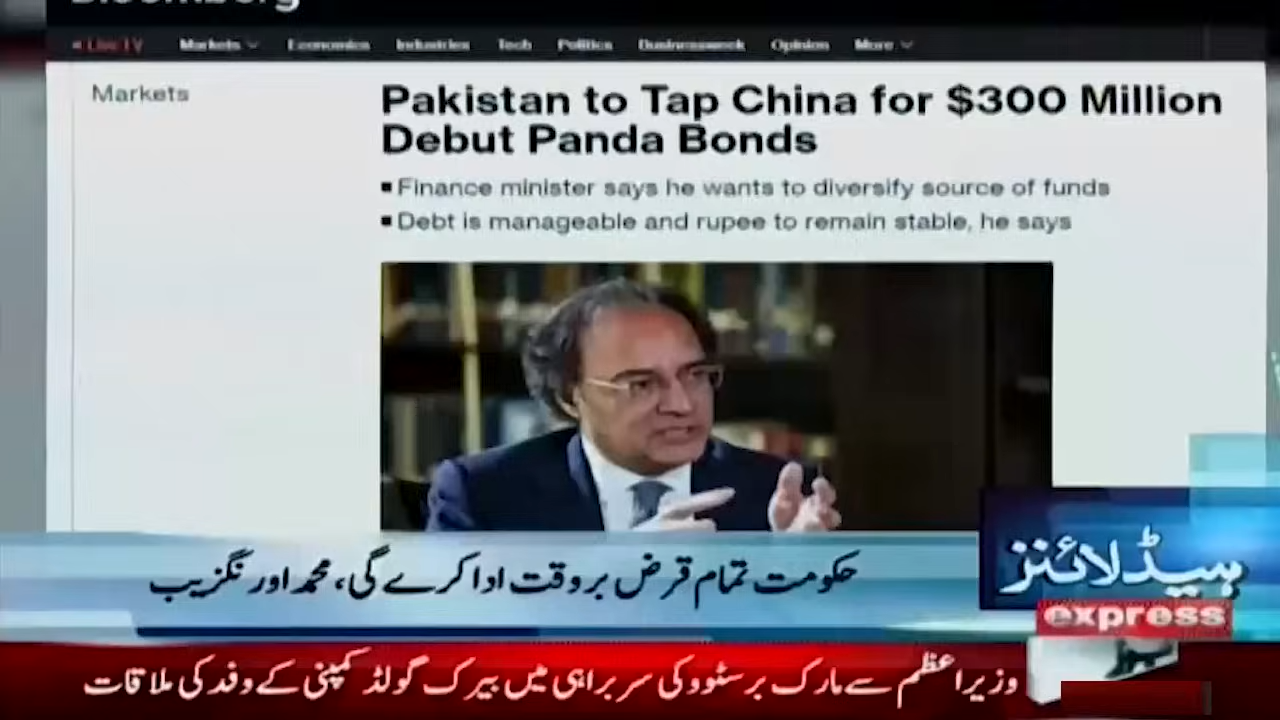 Bloomberg
Live TV Markets Economics Industries Tech Politics Businessweek Opinion More
Markets
Pakistan to Tap China for $300 Million
Debut Panda Bonds
▪ Finance minister says he wants to diversify source of funds
▪ Debt is manageable and rupee to remain stable, he says
حکومت تمام قرض بروقت ادا کرے گی، محمد اورنگزیب
ہیڈلائنز
express
وزیراعظم سے مارک برسٹوو کی سربراہی میں بیرک گولڈ کمپنی کے وفد کی ملاقات